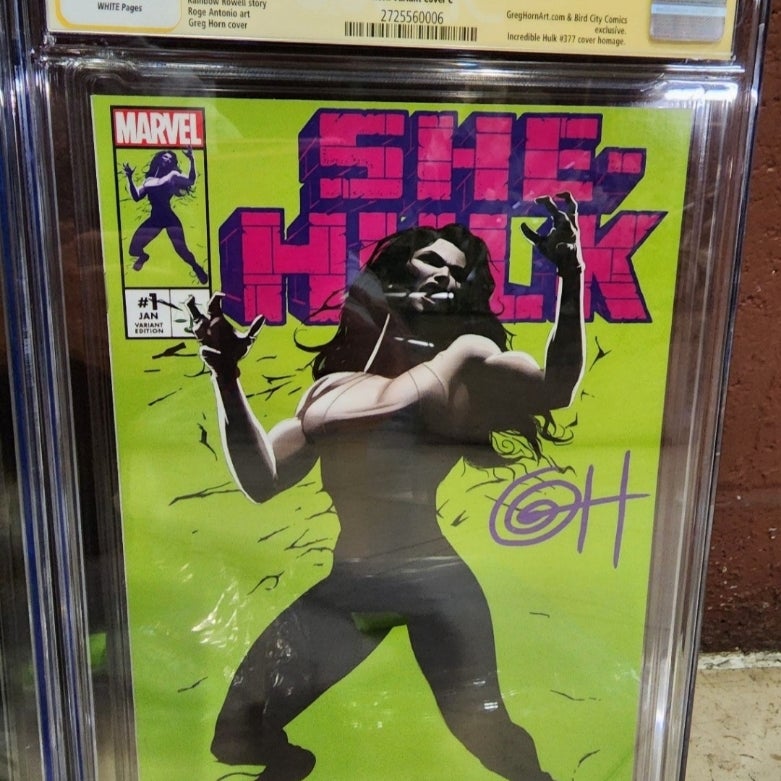 WHITE Pages
Rainbow Rowell story
Roge Antonio art
Greg Horn cover
2725560006
GregHornArt.com & Bird City Comics
exclusive.
Incredible Hulk #377 cover homage.
MARVEL
SHE-
HULK
#1
JAN
VARIANT
EDITION
GH